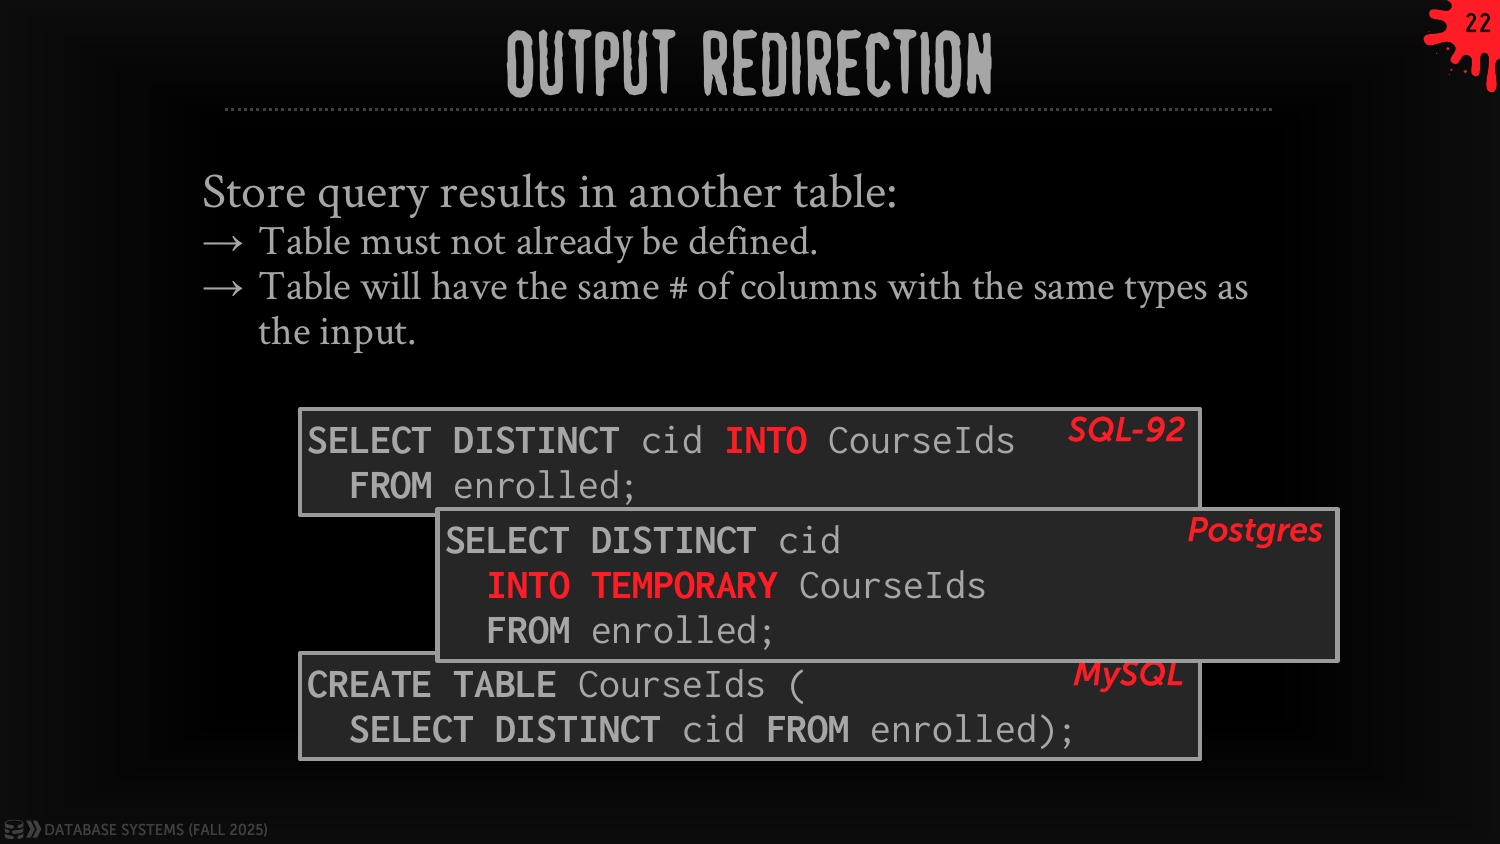 OUTPUT REDIRECTION
22
Store query results in another table:
→ Table must not already be defined.
→ Table will have the same # of columns with the same types as
the input.
SQL-92
SELECT DISTINCT cid INTO CourseIds
FROM enrolled;
Postgres
SELECT DISTINCT cid
INTO TEMPORARY CourseIds
FROM enrolled;
MySQL
CREATE TABLE CourseIds (
SELECT DISTINCT cid FROM enrolled);
DATABASE SYSTEMS (FALL 2025)